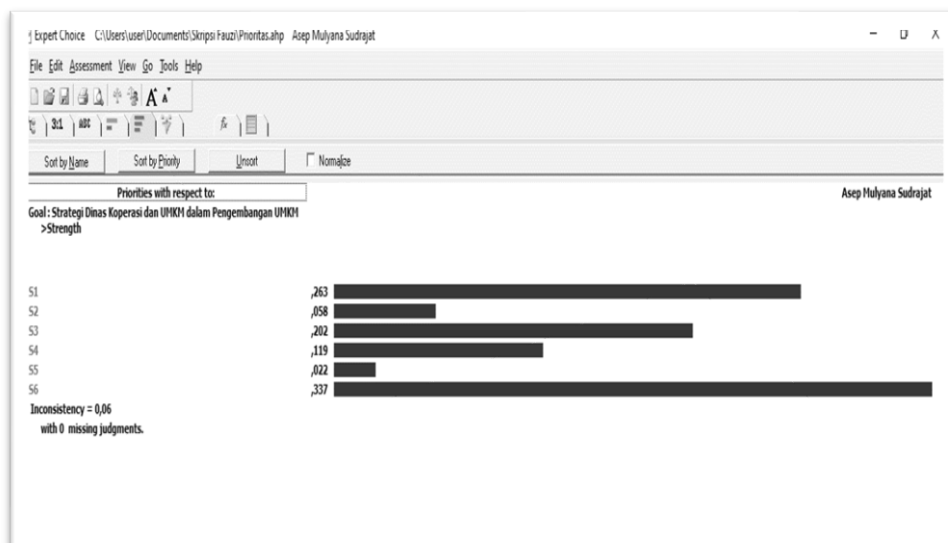 Expert Choice C:\Users\user\Documents\Skripsi Fauzi\Prioritas.ahp Asep Mulyana Sudrajat
File Edit Assessment View Go Tools Help
A A
3:1 ABC
Sort by Name Sort by Priority Unsort Normalize
Priorities with respect to: Asep Mulyana Sudrajat
Goal: Strategi Dinas Koperasi dan UMKM dalam Pengembangan UMKM
>Strength
S1 ,263
S2 ,058
S3 ,202
S4 ,119
S5 ,022
S6 ,337
Inconsistency = 0,06
with 0 missing judgments.